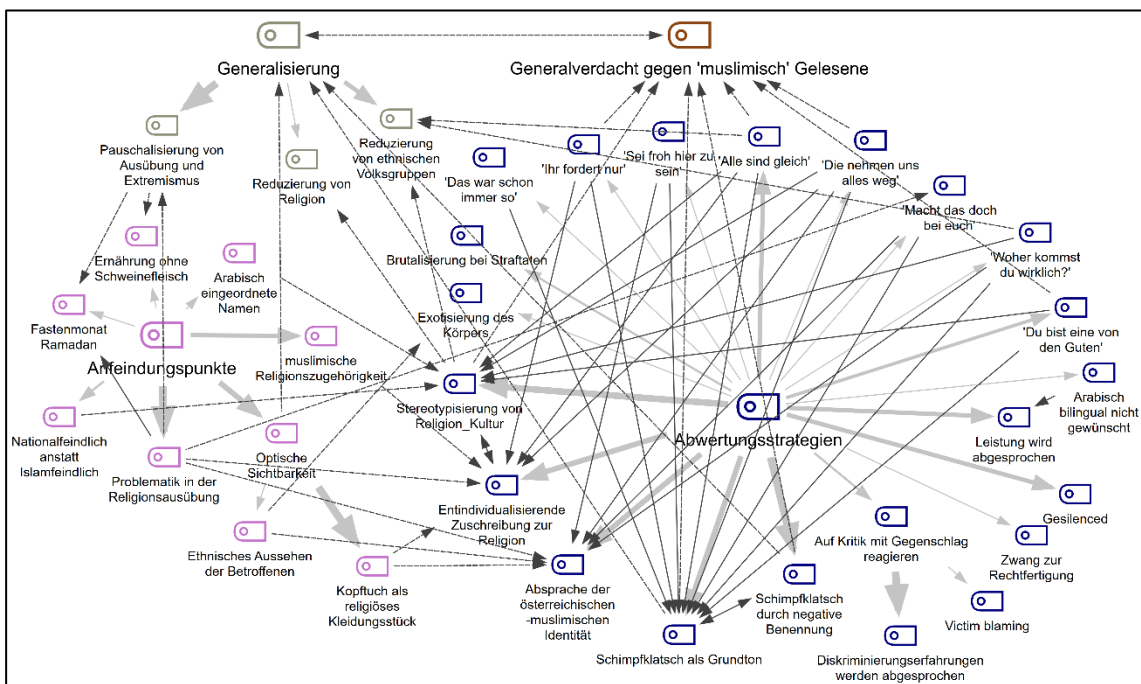 Generalisierung
Generalverdacht gegen 'muslimisch' Gelesene
Pauschalisierung von
Ausübung und
Extremismus
Reduzierung von
Religion
Reduzierung
von ethnischen
Volksgruppen
'Das war schon
immer so'
'Ihr fordert nur'
'Sei froh hier zu
sein'
'Alle sind gleich'
'Die nehmen uns
alles weg'
'Macht das doch
bei euch'
'Woher kommst
du wirklich?'
Ernährung ohne
Schweinefleisch
Arabisch
eingeordnete
Namen
Brutalisierung bei Straftaten
Exotisierung des
Körpers
Fastenmonat
Ramadan
Anfeindungspunkte
muslimische
Religionszugehörigkeit
'Du bist eine von
den Guten'
Stereotypisierung von
Religion_Kultur
Abwertungsstrategien
Arabisch
bilingual nicht
gewünscht
Leistung wird
abgesprochen
Nationalfeindlich
anstatt
Islamfeindlich
Problematik in der
Religionsausübung
Optische
Sichtbarkeit
Entindividualisierende
Zuschreibung zur
Religion
Gesilenced
Auf Kritik mit Gegenschlag
reagieren
Zwang zur
Rechtfertigung
Ethnisches Aussehen
der Betroffenen
Kopftuch als
religiöses
Kleidungsstück
Absprache der
österreichischen
-muslimischen
Identität
Schimpfklatsch
durch negative
Benennung
Victim blaming
Schimpfklatsch als Grundton
Diskriminierungserfahrungen
werden abgesprochen